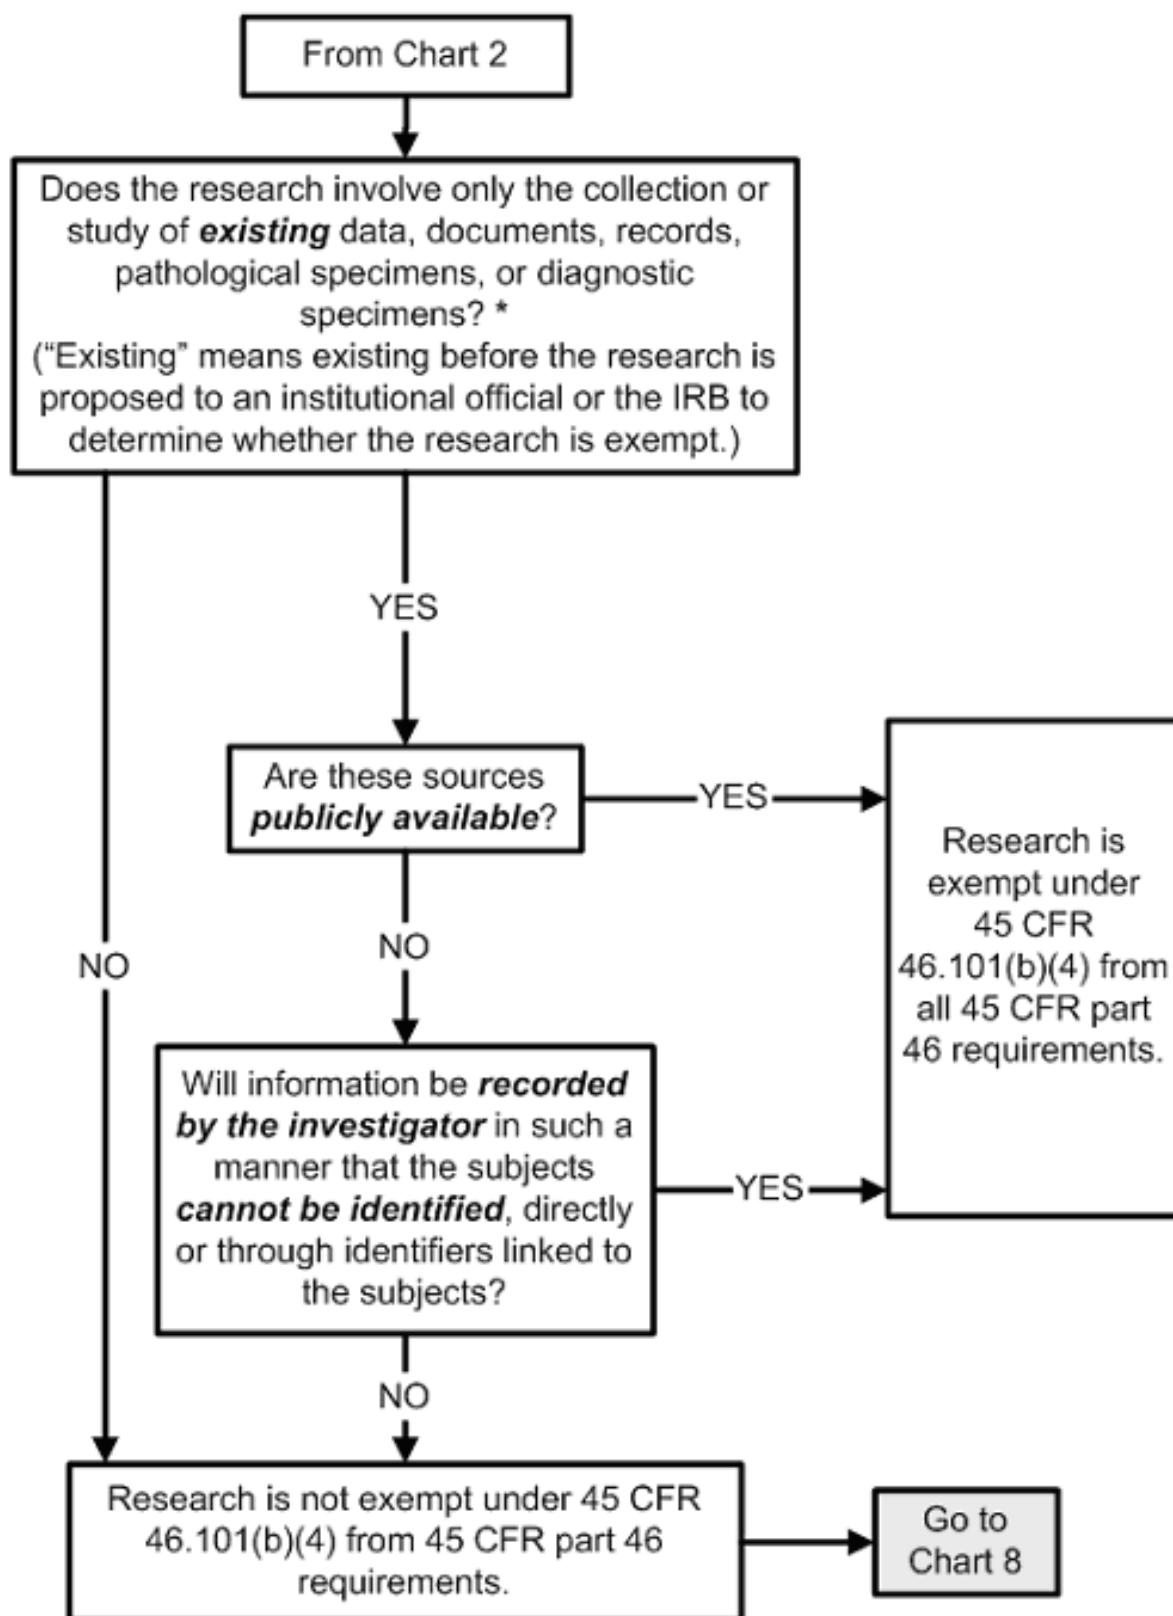 From Chart 2
Does the research involve only the collection or
study of existing data, documents, records,
pathological specimens, or diagnostic
specimens? *
(“Existing” means existing before the research is
proposed to an institutional official or the IRB to
determine whether the research is exempt.)
YES
Are these sources
publicly available?
YES
Research is
exempt under
45 CFR
46.101(b)(4) from
all 45 CFR part
46 requirements.
NO
NO
Will information be recorded
by the investigator in such a
manner that the subjects
cannot be identified, directly
or through identifiers linked to
the subjects?
YES
NO
Research is not exempt under 45 CFR
46.101(b)(4) from 45 CFR part 46
requirements.
Go to
Chart 8